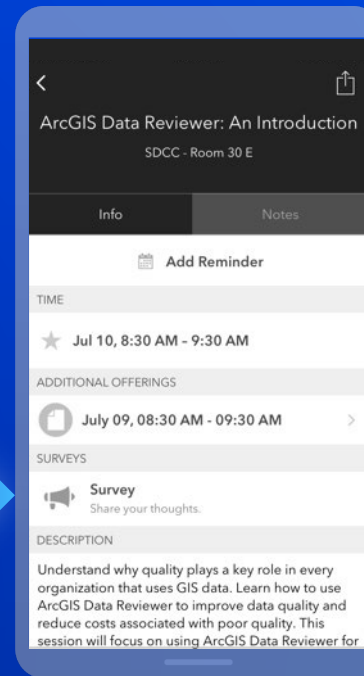 ArcGIS Data Reviewer: An Introduction
SDCC - Room 30 E
Info Notes
Add Reminder
TIME
Jul 10, 8:30 AM - 9:30 AM
ADDITIONAL OFFERINGS
July 09, 08:30 AM - 09:30 AM
SURVEYS
Survey
Share your thoughts.
DESCRIPTION
Understand why quality plays a key role in every
organization that uses GIS data. Learn how to use
ArcGIS Data Reviewer to improve data quality and
reduce costs associated with poor quality. This
session will focus on using ArcGIS Data Reviewer for